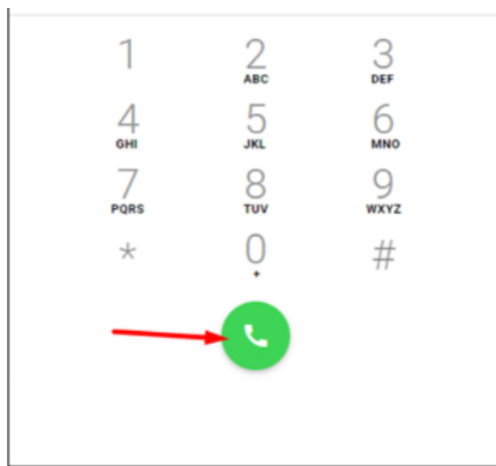 1 2 3
ABC DEF
4 5 6
GHI JKL MNO
7 8 9
PQRS TUV WXYZ
* 0 #
+